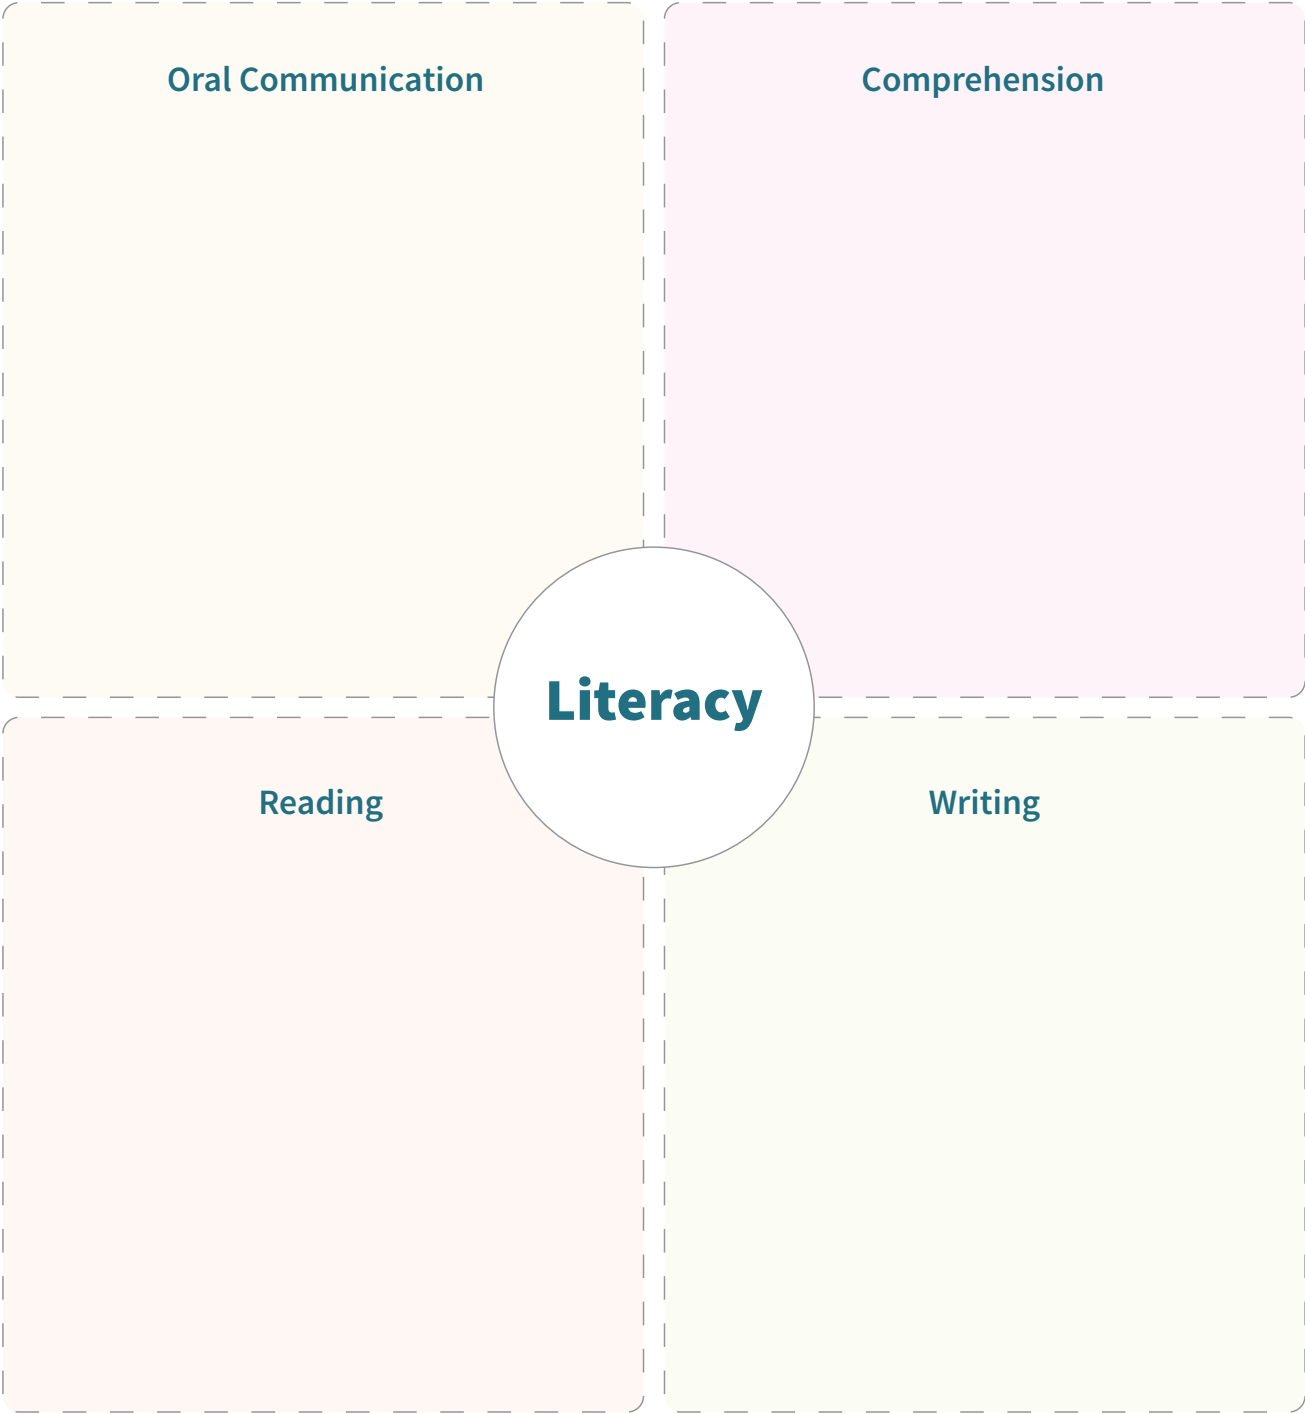 Oral Communication
Comprehension
Literacy
Reading
Writing